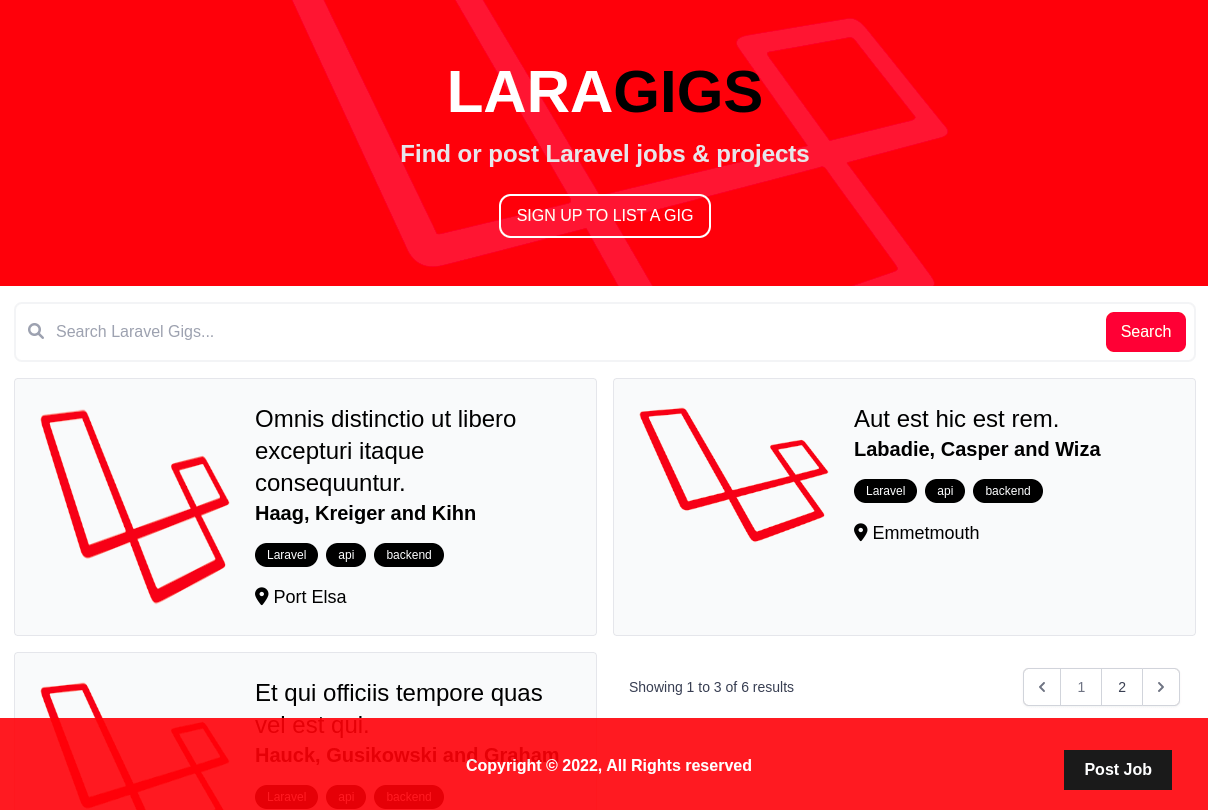 LARAGIGS
Find or post Laravel jobs & projects
SIGN UP TO LIST A GIG
Search Laravel Gigs...
Search
Omnis distinctio ut libero
excepturi itaque
consequuntur.
Haag, Kreiger and Kihn
Laravel api backend
Port Elsa
Aut est hic est rem.
Labadie, Casper and Wiza
Laravel api backend
Emmetmouth
Et qui officiis tempore quas
vel est qui.
Hauck, Gusikowski and Graham
Laravel api backend
Showing 1 to 3 of 6 results
1 2
Copyright © 2022, All Rights reserved
Post Job